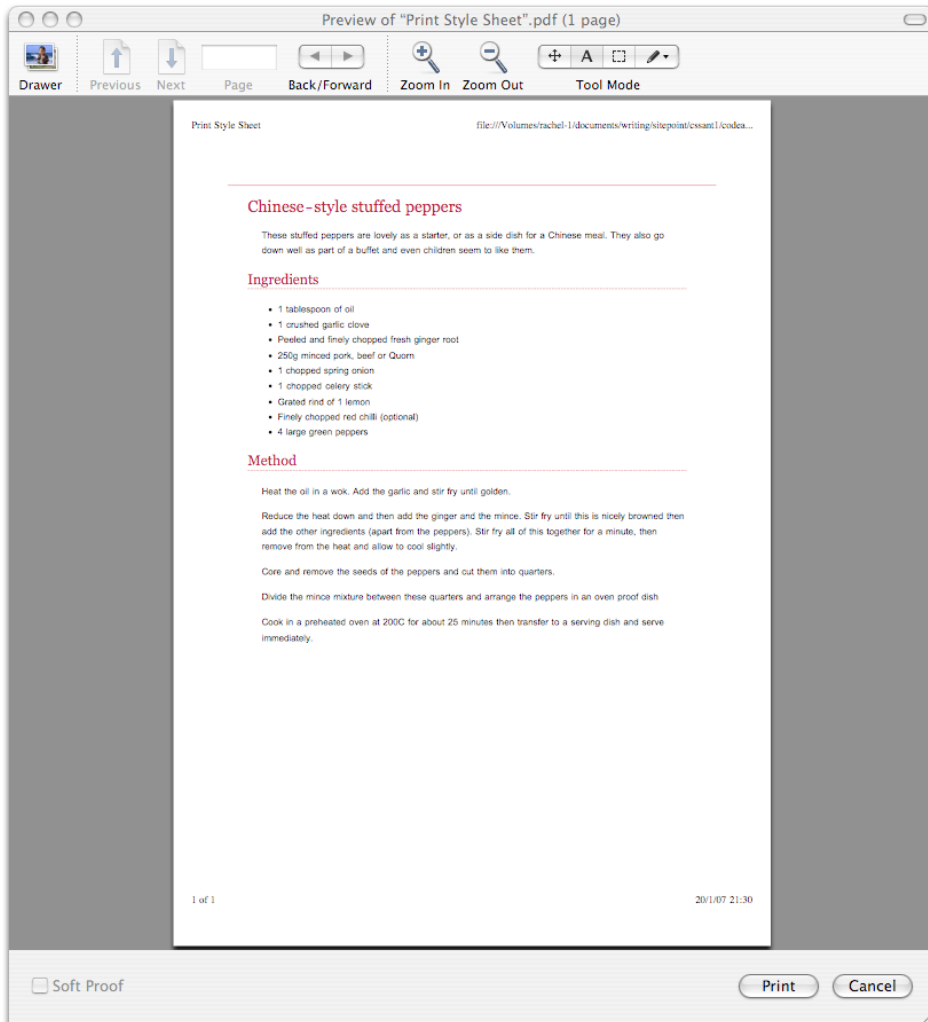 Preview of “Print Style Sheet”.pdf (1 page)
Drawer
Previous
Next
Page
Back/Forward
Zoom In
Zoom Out
A
Tool Mode
Print Style Sheet
file:///Volumes/rachel-1/documents/writing/sitepoint/cssant1/codea...
Chinese-style stuffed peppers
These stuffed peppers are lovely as a starter, or as a side dish for a Chinese meal. They also go
down well as part of a buffet and even children seem to like them.
Ingredients
• 1 tablespoon of oil
• 1 crushed garlic clove
• Peeled and finely chopped fresh ginger root
• 250g minced pork, beef or Quorn
• 1 chopped spring onion
• 1 chopped celery stick
• Grated rind of 1 lemon
• Finely chopped red chilli (optional)
• 4 large green peppers
Method
Heat the oil in a wok. Add the garlic and stir fry until golden.
Reduce the heat down and then add the ginger and the mince. Stir fry until this is nicely browned then
add the other ingredients (apart from the peppers). Stir fry all of this together for a minute, then
remove from the heat and allow to cool slightly.
Core and remove the seeds of the peppers and cut them into quarters.
Divide the mince mixture between these quarters and arrange the peppers in an oven proof dish
Cook in a preheated oven at 200C for about 25 minutes then transfer to a serving dish and serve
immediately.
1 of 1
20/1/07 21:30
Soft Proof
Print
Cancel